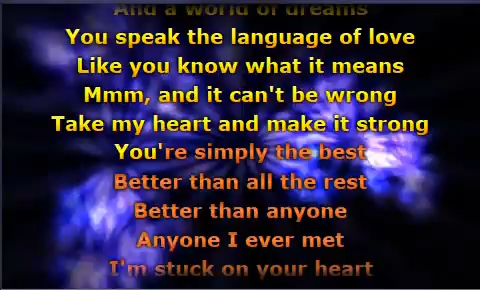 And a world of dreams
You speak the language of love
Like you know what it means
Mmm, and it can't be wrong
Take my heart and make it strong
You're simply the best
Better than all the rest
Better than anyone
Anyone I ever met
I'm stuck on your heart